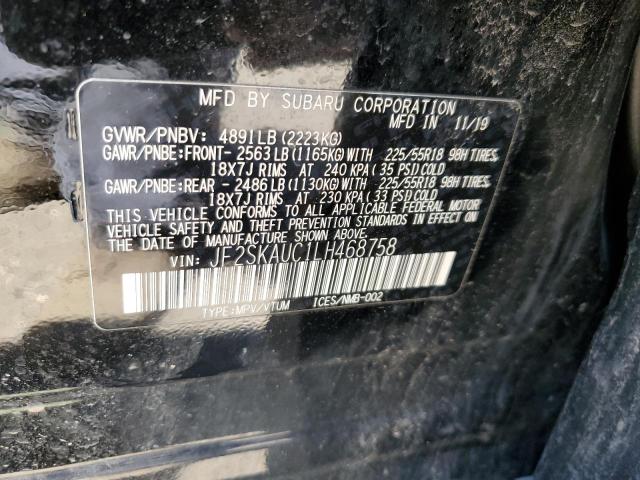 MFD BY SUBARU CORPORATION
MFD IN 11/19
GVWR/PNBV: 4891LB (2223KG)
GAWR/PNBE:FRONT- 2563LB (1165KG) WITH 225/55R18 98H TIRES,
18X7J RIMS AT 240 KPA ( 35 PSI) COLD
GAWR/PNBE:REAR - 2486LB (1130KG) WITH 225/55R18 98H TIRES,
18X7J RIMS AT 230 KPA ( 33 PSI) COLD
THIS VEHICLE CONFORMS TO ALL APPLICABLE FEDERAL MOTOR
VEHICLE SAFETY AND THEFT PREVENTION STANDARDS IN EFFECT ON
THE DATE OF MANUFACTURE SHOWN ABOVE.
VIN: JF2SKAUC1LH468758
TYPE:MPV/VTUM ICES/NMB-002